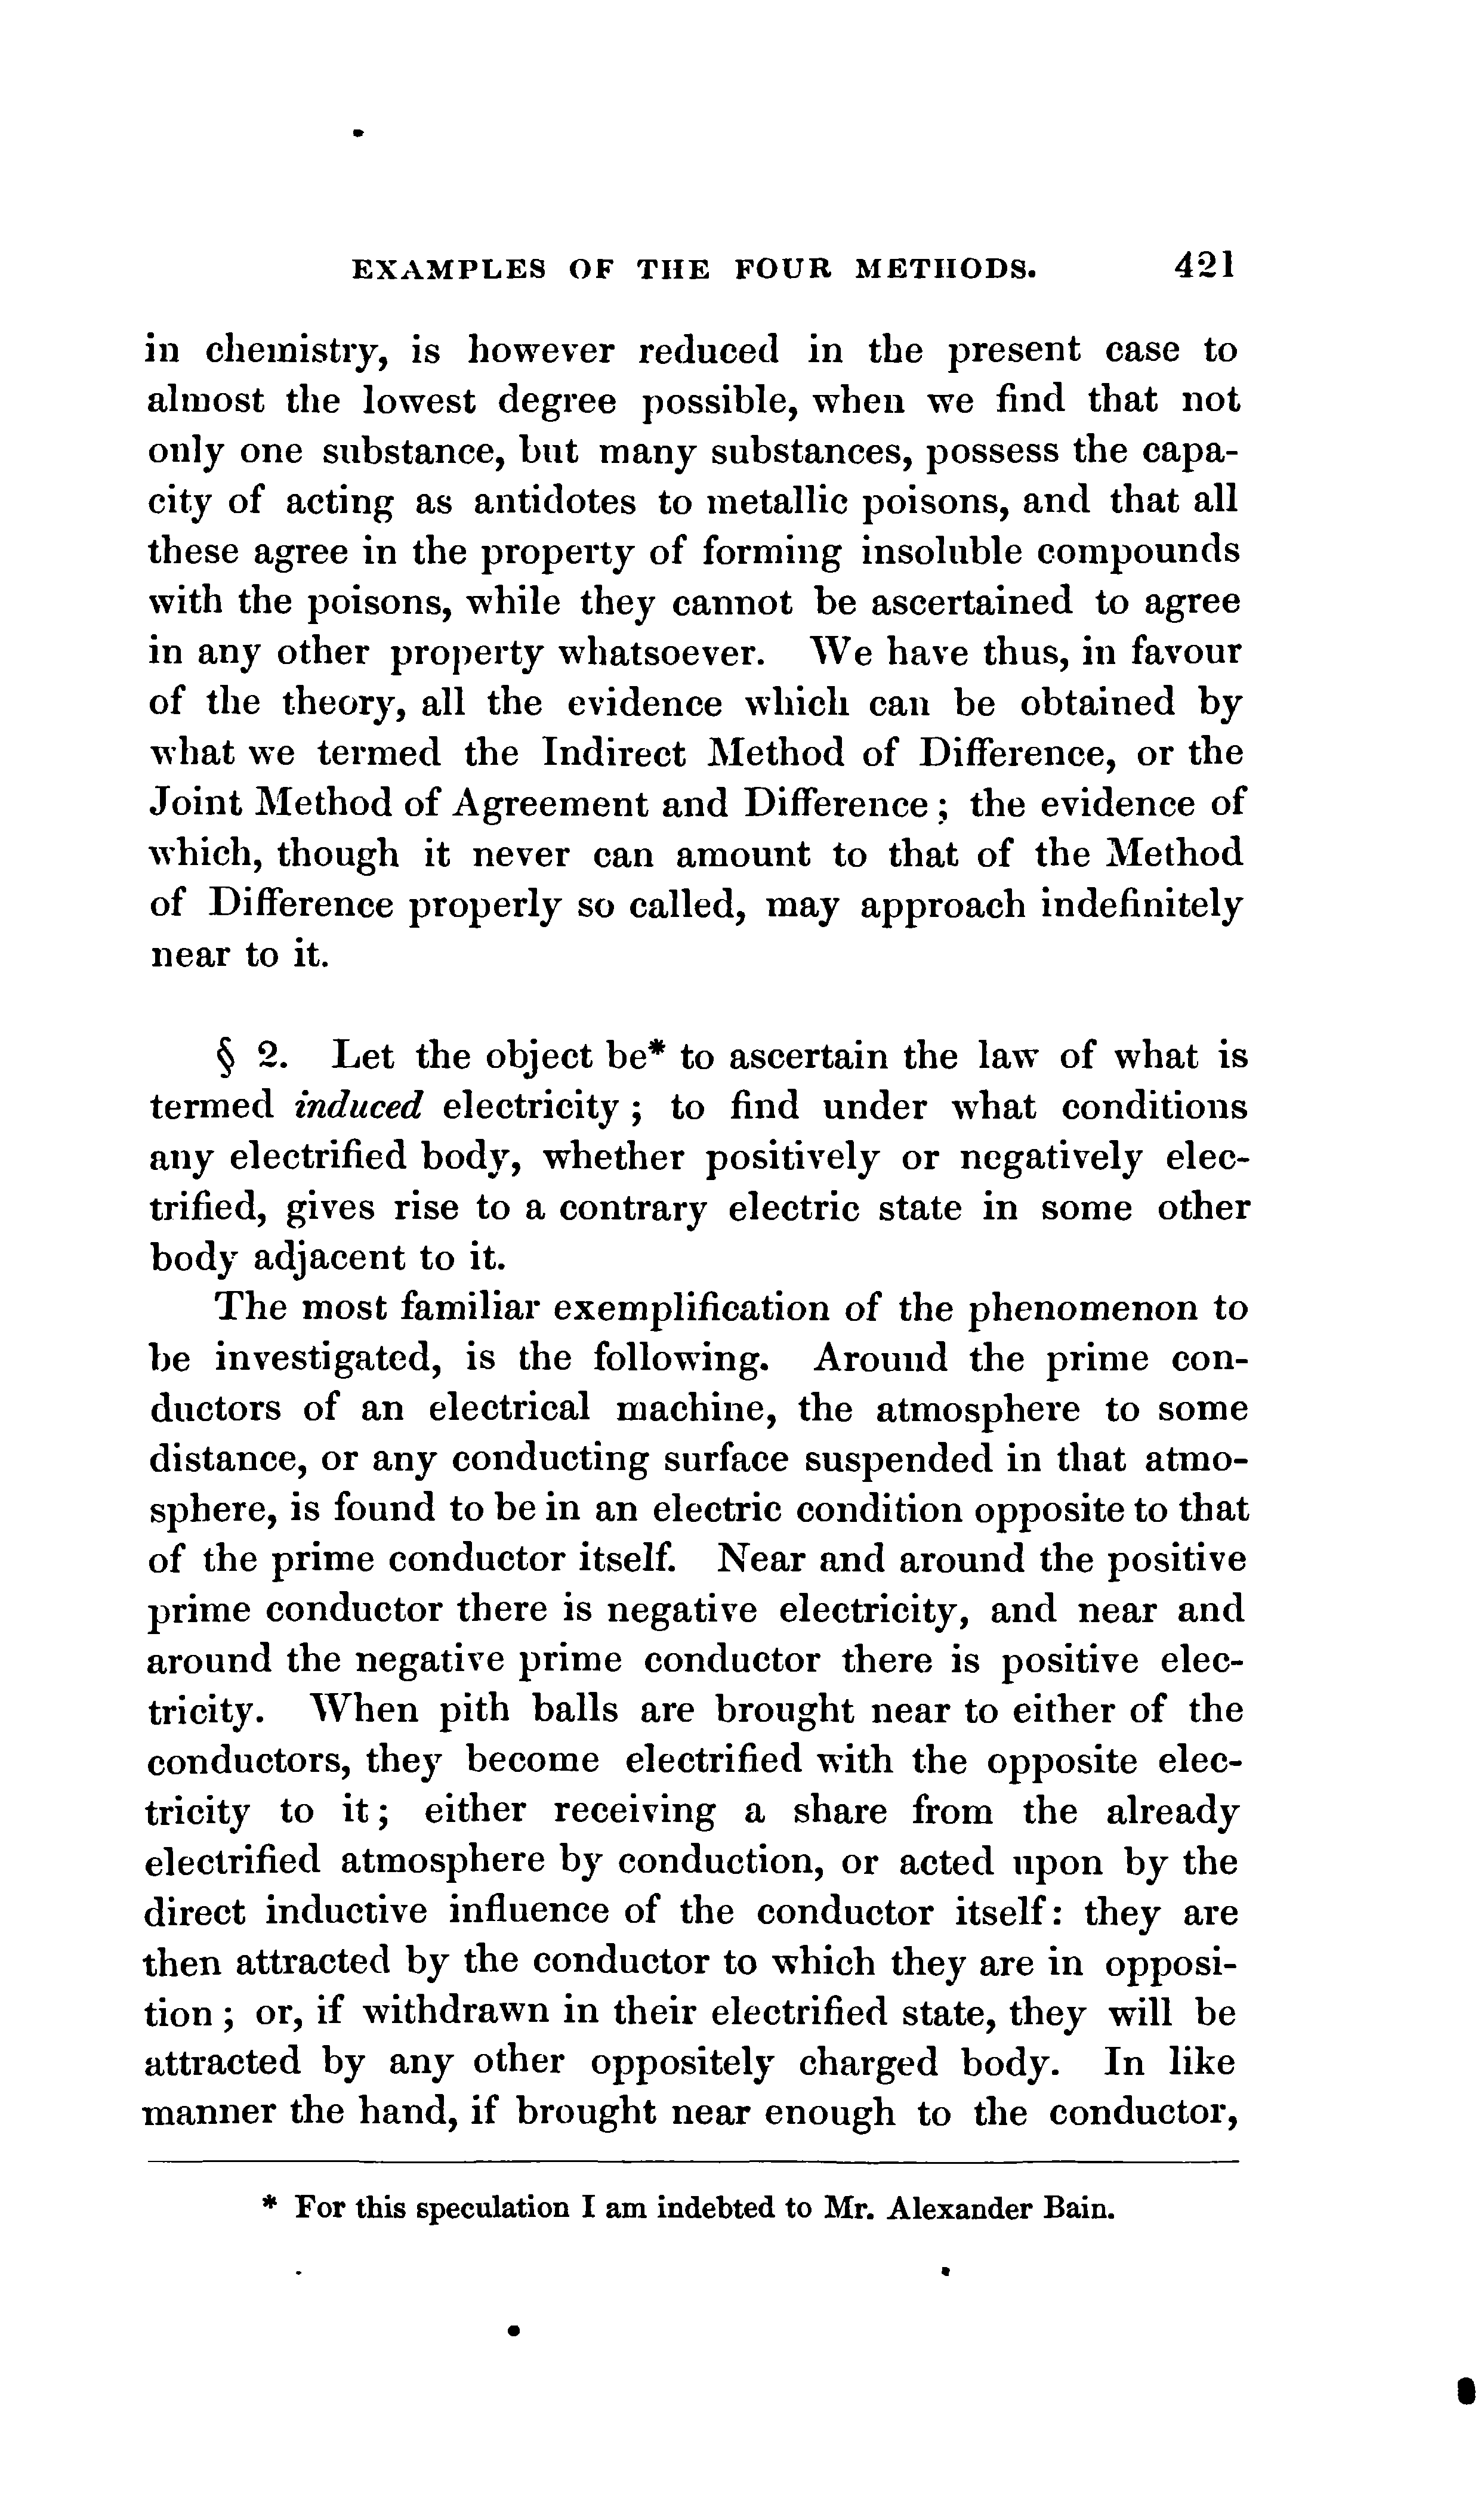 EXAMPLES OF THE FOUR METHODS. 421
in chemistry, is however reduced in the present case to
almost the lowest degree possible, when we find that not
only one substance, but many substances, possess the capa-
city of acting as antidotes to metallic poisons, and that all
these agree in the property of forming insoluble compounds
with the poisons, while they cannot be ascertained to agree
in any other property whatsoever. We have thus, in favour
of the theory, all the evidence which can be obtained by
what we termed the Indirect Method of Difference, or the
Joint Method of Agreement and Difference; the evidence of
which, though it never can amount to that of the Method
of Difference properly so called, may approach indefinitely
near to it.
§ 2. Let the object be* to ascertain the law of what is
termed induced electricity; to find under what conditions
any electrified body, whether positively or negatively elec-
trified, gives rise to a contrary electric state in some other
body adjacent to it.
The most familiar exemplification of the phenomenon to
be investigated, is the following. Around the prime con-
ductors of an electrical machine, the atmosphere to some
distance, or any conducting surface suspended in that atmo-
sphere, is found to be in an electric condition opposite to that
of the prime conductor itself. Near and around the positive
prime conductor there is negative electricity, and near and
around the negative prime conductor there is positive elec-
tricity. When pith balls are brought near to either of the
conductors, they become electrified with the opposite elec-
tricity to it; either receiving a share from the already
electrified atmosphere by conduction, or acted upon by the
direct inductive influence of the conductor itself: they are
then attracted by the conductor to which they are in opposi-
tion; or, if withdrawn in their electrified state, they will be
attracted by any other oppositely charged body. In like
manner the hand, if brought near enough to the conductor,
* For this speculation I am indebted to Mr. Alexander Bain.